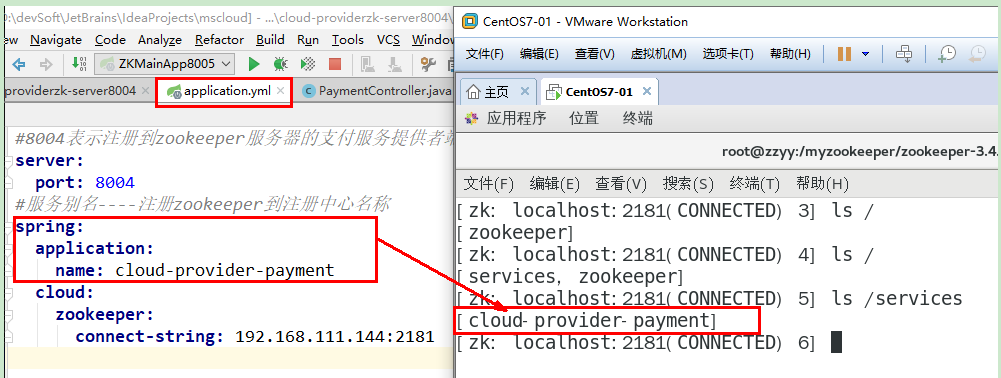 D:\devSoft\JetBrains\IdeaProjects\mscloud] - ...\cloud-providerzk-server8004\
Navigate Code Analyze Refactor Build Run Tools VCS Window
ZKMainApp8005
providerzk-server8004 application.yml PaymentController.java
#8004表示注册到zookeeper服务器的支付服务提供者端
server:
port: 8004
#服务别名----注册zookeeper到注册中心名称
spring:
application:
name: cloud-provider-payment
cloud:
zookeeper:
connect-string: 192.168.111.144:2181
CentOS7-01 - VMware Workstation
文件(F) 编辑(E) 查看(V) 虚拟机(M) 选项卡(T) 帮助(H)
主页 CentOS7-01
应用程序 位置 终端
root@zzyy:/myzookeeper/zookeeper-3.4.
文件(F) 编辑(E) 查看(V) 搜索(S) 终端(T) 帮助(H)
[zk: localhost:2181(CONNECTED) 3] ls /
[zookeeper]
[zk: localhost:2181(CONNECTED) 4] ls /
[services, zookeeper]
[zk: localhost:2181(CONNECTED) 5] ls /services
[cloud-provider-payment]
[zk: localhost:2181(CONNECTED) 6]